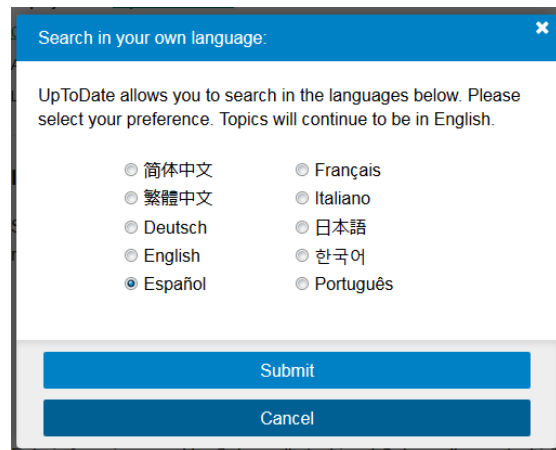 Search in your own language:
UpToDate allows you to search in the languages below. Please
select your preference. Topics will continue to be in English.
简体中文
繁體中文
Deutsch
English
Español
Français
Italiano
日本語
한국어
Português
Submit
Cancel